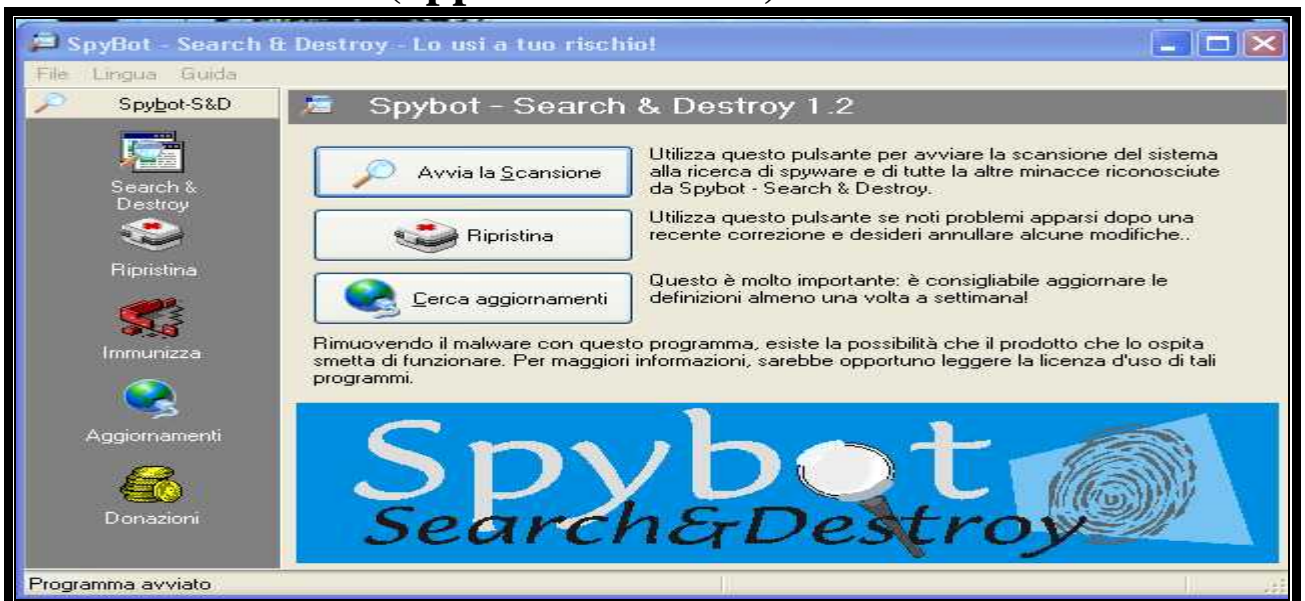 SpyBot - Search & Destroy - Lo usi a tuo rischio!
File Lingua Guida
Spybot-S&D
Search &
Destroy
Ripristina
Immunizza
Aggiornamenti
Donazioni
Spybot - Search & Destroy 1.2
Avvia la Scansione
Utilizza questo pulsante per avviare la scansione del sistema
alla ricerca di spyware e di tutte la altre minacce riconosciute
da Spybot - Search & Destroy.
Ripristina
Utilizza questo pulsante se noti problemi apparsi dopo una
recente correzione e desideri annullare alcune modifiche..
Cerca aggiornamenti
Questo è molto importante: è consigliabile aggiornare le
definizioni almeno una volta a settimana!
Rimuovendo il malware con questo programma, esiste la possibilità che il prodotto che lo ospita
smetta di funzionare. Per maggiori informazioni, sarebbe opportuno leggere la licenza d'uso di tali
programmi.
Spybot
Search&Destroy
Programma avviato